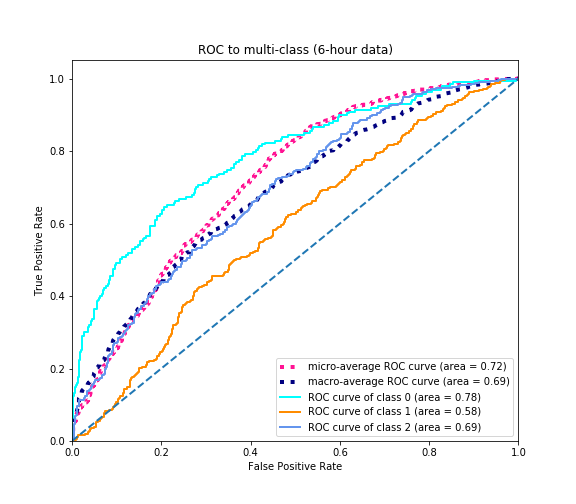 ROC to multi-class (6-hour data)
1.0
0.8
0.6
0.4
0.2
0.0
True Positive Rate
micro-average ROC curve (area = 0.72)
macro-average ROC curve (area = 0.69)
ROC curve of class 0 (area = 0.78)
ROC curve of class 1 (area = 0.58)
ROC curve of class 2 (area = 0.69)
0.0 0.2 0.4 0.6 0.8 1.0
False Positive Rate